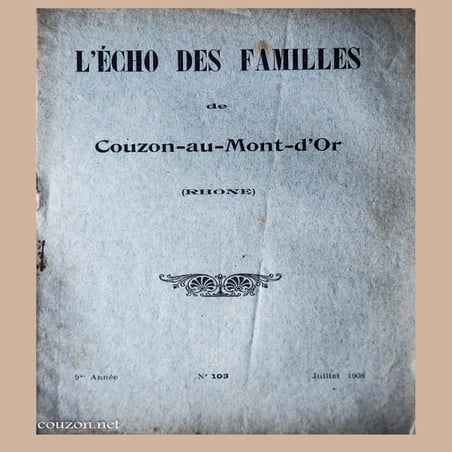 L'ÉCHO DES FAMILLES
de
Couzon-au-Mont-d'Or
(RHONE)
9me Année N° 103 Juillet 1908
couzon.net